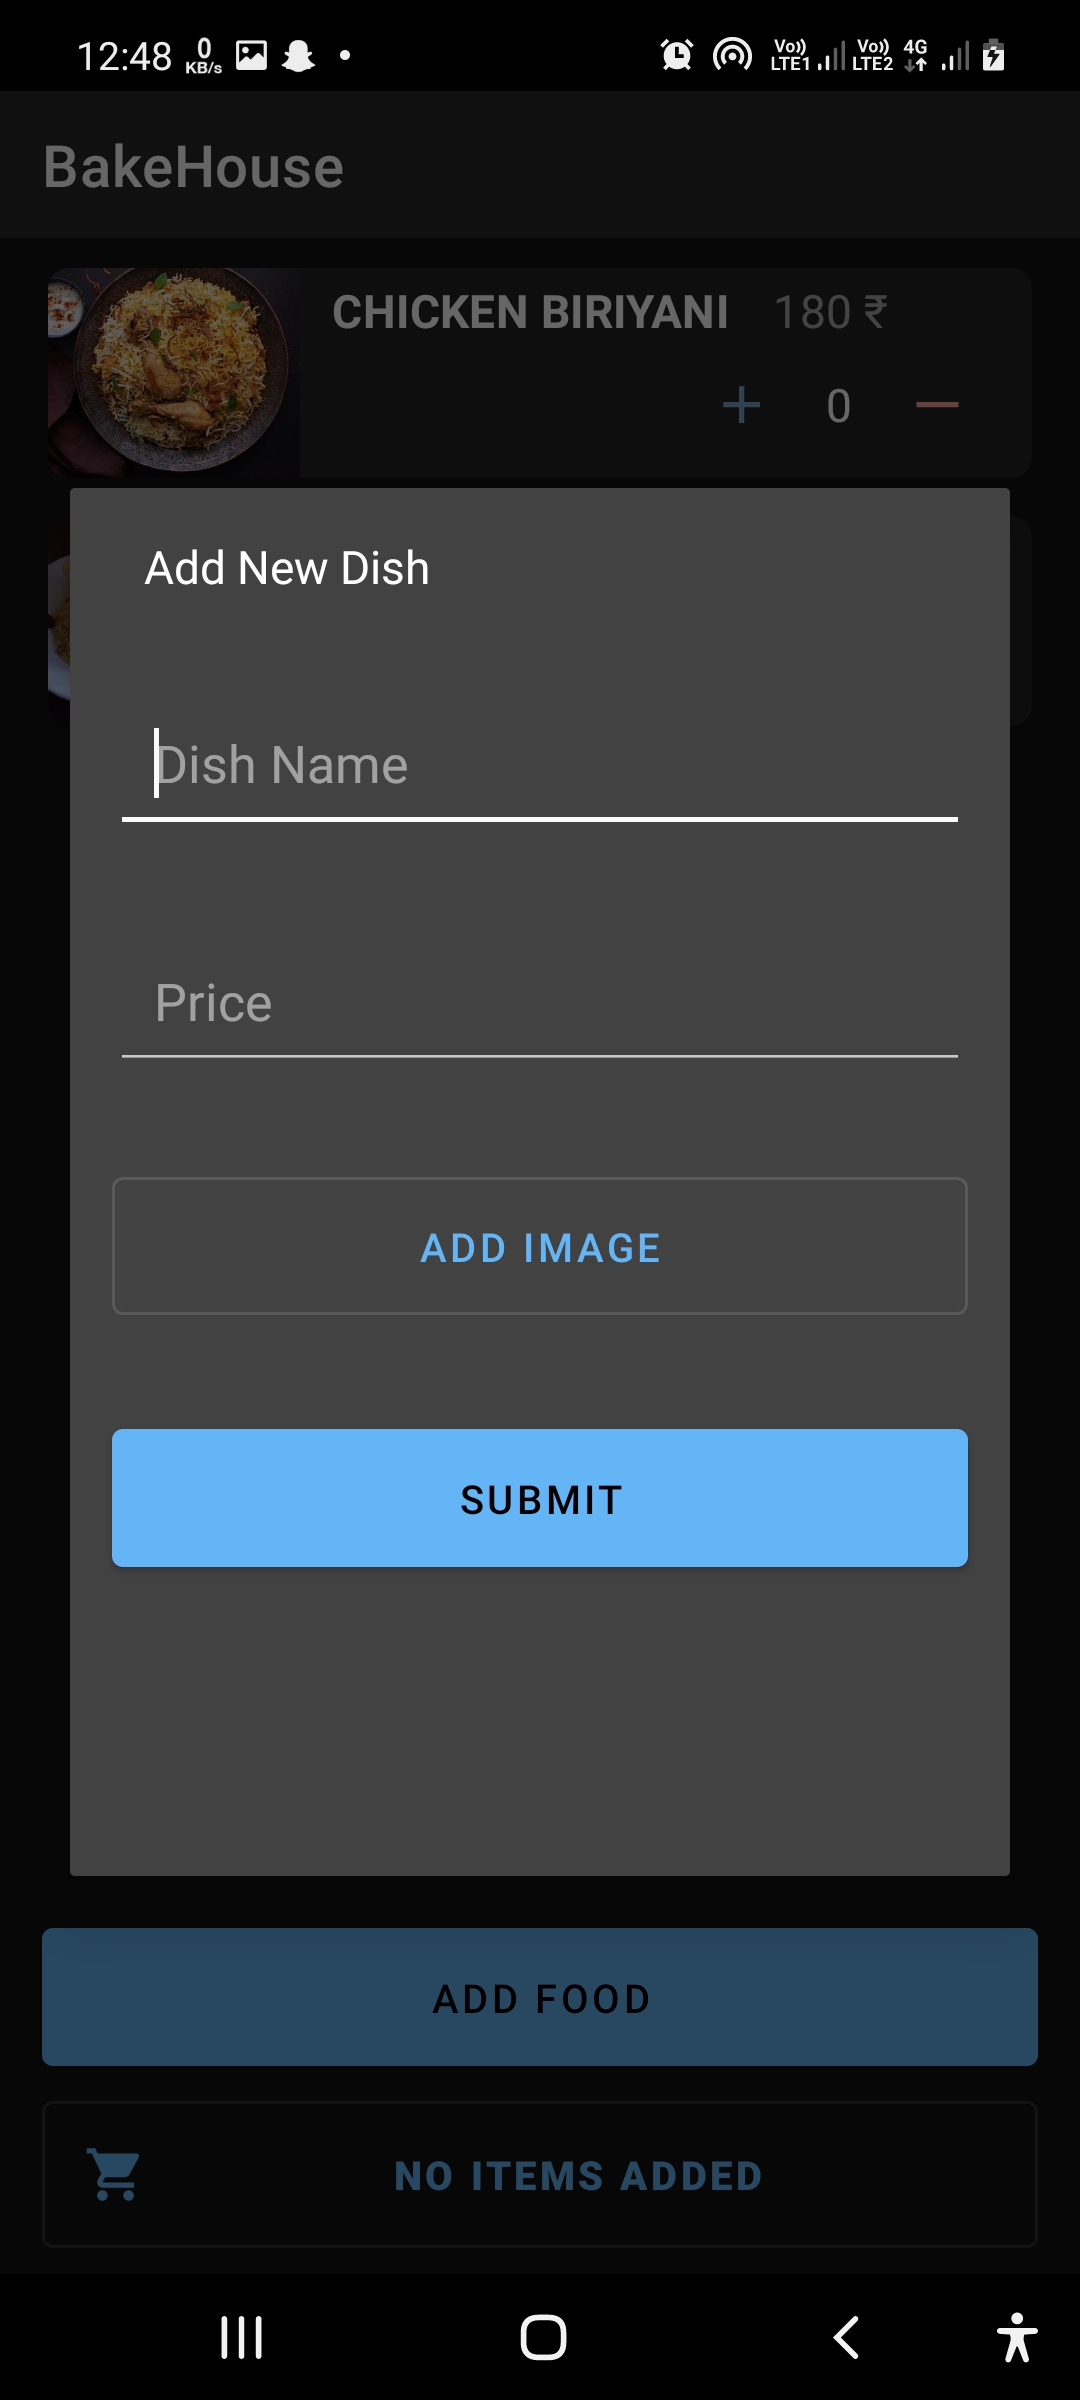 12:48 0 KB/s Vo)) LTE1 Vo)) LTE2 4G
BakeHouse
CHICKEN BIRIYANI 180 ₹
0
Add New Dish
Dish Name
Price
ADD IMAGE
SUBMIT
ADD FOOD
NO ITEMS ADDED